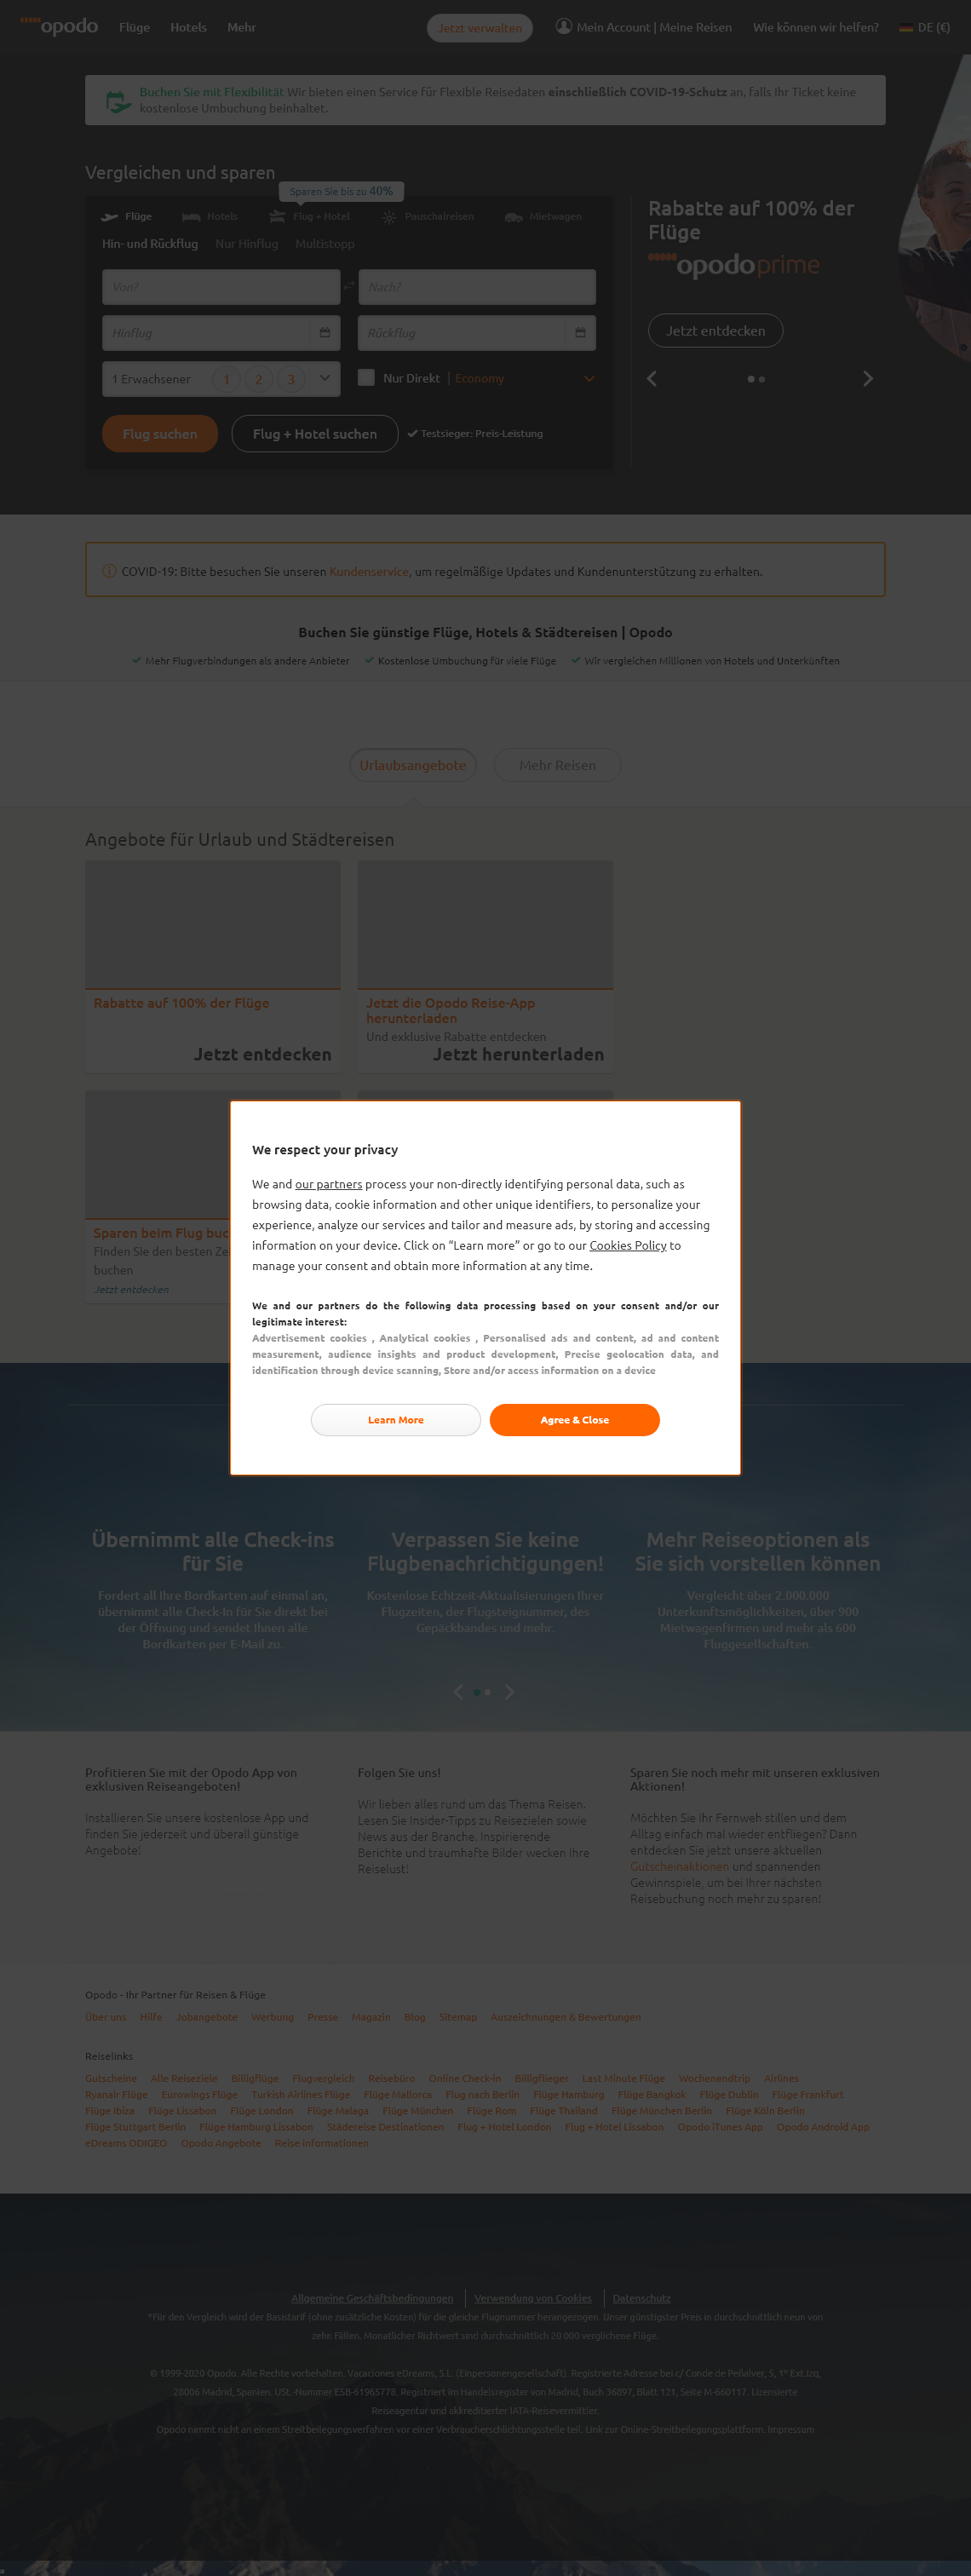 opodo Flüge Hotels Mehr Jetzt verwalten Mein Account | Meine Reisen Wie können wir helfen? DE (€)
Buchen Sie mit Flexibilität Wir bieten einen Service für Flexible Reisedaten einschließlich COVID-19-Schutz an, falls Ihr Ticket keine
kostenlose Umbuchung beinhaltet.
Vergleichen und sparen
Sparen Sie bis zu 40%
Flüge Hotels Flug + Hotel Pauschalreisen Mietwagen
Hin- und Rückflug Nur Hinflug Multistopp
Von? Nach?
Hinflug Rückflug
1 Erwachsener 1 2 3 Nur Direkt | Economy
Flug suchen Flug + Hotel suchen Testsieger: Preis-Leistung
Rabatte auf 100% der
Flüge
opodo prime
Jetzt entdecken
COVID-19: Bitte besuchen Sie unseren Kundenservice, um regelmäßige Updates und Kundenunterstützung zu erhalten.
Buchen Sie günstige Flüge, Hotels & Städtereisen | Opodo
Mehr Flugverbindungen als andere Anbieter Kostenlose Umbuchung für viele Flüge Wir vergleichen Millionen von Hotels und Unterkünften
Urlaubsangebote Mehr Reisen
Angebote für Urlaub und Städtereisen
Rabatte auf 100% der Flüge
Jetzt entdecken
Jetzt die Opodo Reise-App
herunterladen
Und exklusive Rabatte entdecken
Jetzt herunterladen
Sparen beim Flug buc
Finden Sie den besten Ze
buchen
Jetzt entdecken
We respect your privacy
We and our partners process your non-directly identifying personal data, such as
browsing data, cookie information and other unique identifiers, to personalize your
experience, analyze our services and tailor and measure ads, by storing and accessing
information on your device. Click on “Learn more” or go to our Cookies Policy to
manage your consent and obtain more information at any time.
We and our partners do the following data processing based on your consent and/or our
legitimate interest:
Advertisement cookies , Analytical cookies , Personalised ads and content, ad and content
measurement, audience insights and product development, Precise geolocation data, and
identification through device scanning, Store and/or access information on a device
Learn More Agree & Close
Übernimmt alle Check-ins
für Sie
Fordert all Ihre Bordkarten auf einmal an,
übernimmt alle Check-In für Sie direkt bei
der Öffnung und sendet Ihnen alle
Bordkarten per E-Mail zu.
Verpassen Sie keine
Flugbenachrichtigungen!
Kostenlose Echtzeit-Aktualisierungen Ihrer
Flugzeiten, der Flugsteignummer, des
Gepäckbandes und mehr.
Mehr Reiseoptionen als
Sie sich vorstellen können
Vergleicht über 2.000.000
Unterkunftsmöglichkeiten, über 900
Mietwagenfirmen und mehr als 600
Fluggesellschaften.
Profitieren Sie mit der Opodo App von
exklusiven Reiseangeboten!
Installieren Sie unsere kostenlose App und
finden Sie jederzeit und überall günstige
Angebote!
Folgen Sie uns!
Wir lieben alles rund um das Thema Reisen.
Lesen Sie Insider-Tipps zu Reisezielen sowie
News aus der Branche. Inspirierende
Berichte und traumhafte Bilder wecken Ihre
Reiselust!
Sparen Sie noch mehr mit unseren exklusiven
Aktionen!
Möchten Sie Ihr Fernweh stillen und dem
Alltag einfach mal wieder entfliegen? Dann
entdecken Sie jetzt unsere aktuellen
Gutscheinaktionen und spannenden
Gewinnspiele, um bei Ihrer nächsten
Reisebuchung noch mehr zu sparen!
Opodo - Ihr Partner für Reisen & Flüge
Über uns Hilfe Jobangebote Werbung Presse Magazin Blog Sitemap Auszeichnungen & Bewertungen
Reiselinks
Gutscheine Alle Reiseziele Billigflüge Flugvergleich Reisebüro Online Check-in Billigflieger Last Minute Flüge Wochenendtrip Airlines
Ryanair Flüge Eurowings Flüge Turkish Airlines Flüge Flüge Mallorca Flug nach Berlin Flüge Hamburg Flüge Bangkok Flüge Dublin Flüge Frankfurt
Flüge Ibiza Flüge Lissabon Flüge London Flüge Malaga Flüge München Flüge Rom Flüge Thailand Flüge München Berlin Flüge Köln Berlin
Flüge Stuttgart Berlin Flüge Hamburg Lissabon Städereise Destinationen Flug + Hotel London Flug + Hotel Lissabon Opodo iTunes App Opodo Android App
eDreams ODIGEO Opodo Angebote Reise informationen
Allgemeine Geschäftsbedingungen Verwendung von Cookies Datenschutz
*Für den Vergleich wird der Basistarif (ohne zusätzliche Kosten) für die gleiche Flugnummer herangezogen. Unser günstigster Preis in durchschnittlich neun von
zehn Fällen. Monatlicher Richtwert sind durchschnittlich 20 000 verglichene Flüge.
© 1999-2020 Opodo. Alle Rechte vorbehalten. Vacaciones eDreams, S.L. (Einpersonengesellschaft). Registrierte Adresse bei c/ Conde de Peñalver, 5, 1º Ext.Izq,
28006 Madrid, Spanien. USt. -Nummer ESB-61965778. Registriert im Handelsregister von Madrid, Buch 36897, Blatt 121, Seite M-660117. Lizensierte
Reiseagentur und akkreditierter IATA-Reisevermittler.
Opodo nimmt nicht an einem Streitbeilegungsverfahren vor einer Verbraucherschlichtungsstelle teil. Link zur Online-Streitbeilegungsplattform. Impressum